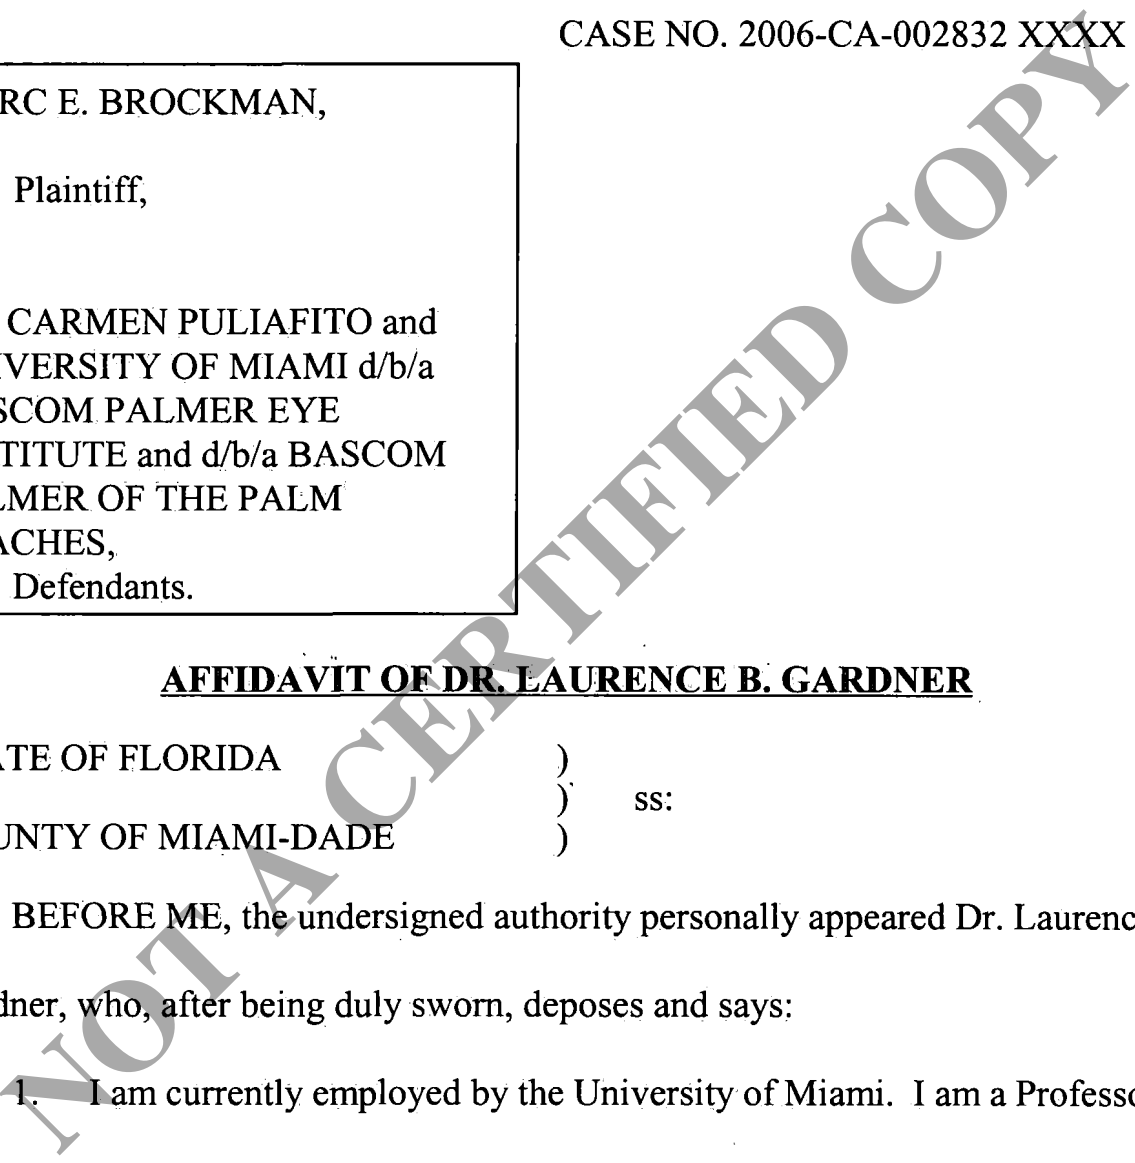 CASE NO. 2006-CA-002832 XXXX
RC E. BROCKMAN,
Plaintiff,
CARMEN PULIAFITO and
IVERSITY OF MIAMI d/b/a
SCOM PALMER EYE
TITUTE and d/b/a BASCOM
LMER OF THE PALM
ACHES,
Defendants.
AFFIDAVIT OF DR. LAURENCE B. GARDNER
ATE OF FLORIDA )
) ss:
UNTY OF MIAMI-DADE )
BEFORE ME, the undersigned authority personally appeared Dr. Laurenc
dner, who, after being duly sworn, deposes and says:
1. I am currently employed by the University of Miami. I am a Professo
NOT A CERTIFIED COPY